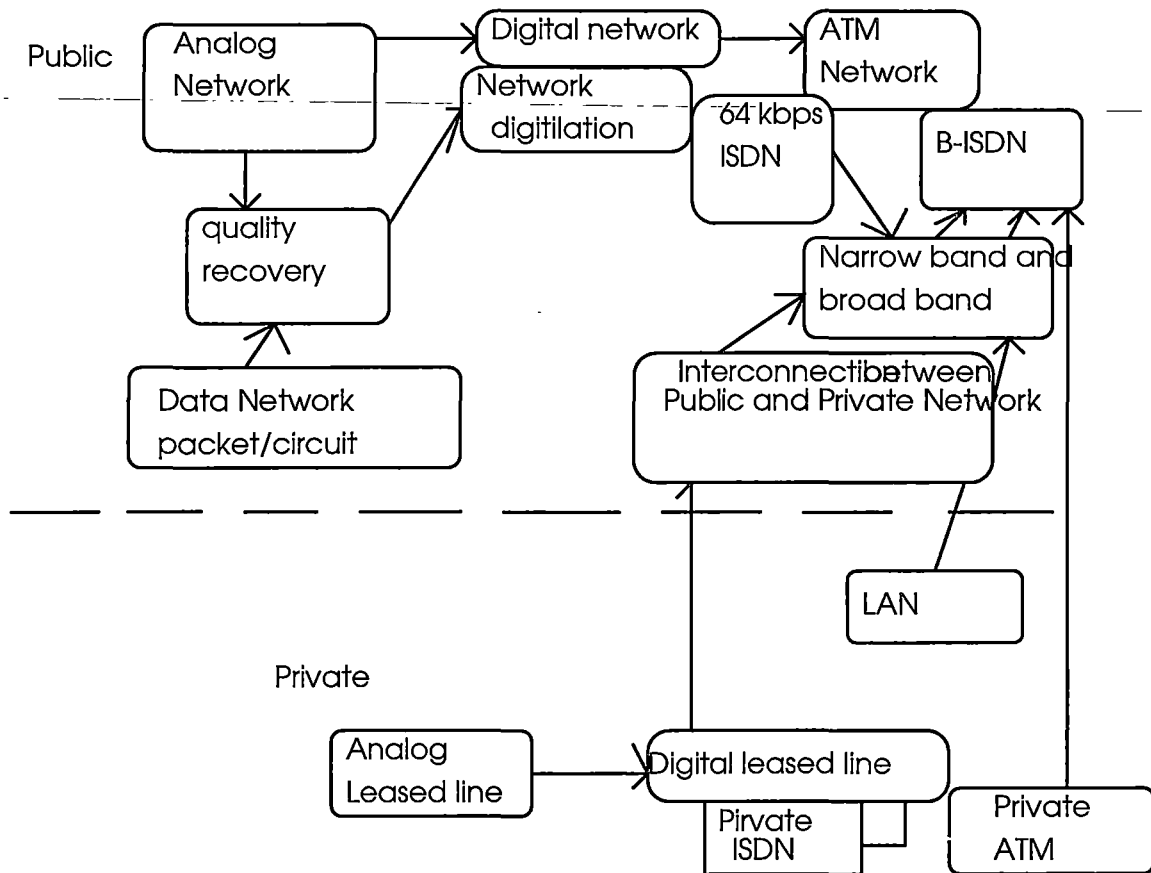 Public
Analog
Network
Digital network
ATM
Network
Network
digitilation
64 kbps
ISDN
B-ISDN
quality
recovery
Narrow band and
broad band
Data Network
packet/circuit
Interconnection between
Public and Private Network
LAN
Private
Analog
Leased line
Digital leased line
Pirvate
ISDN
Private
ATM